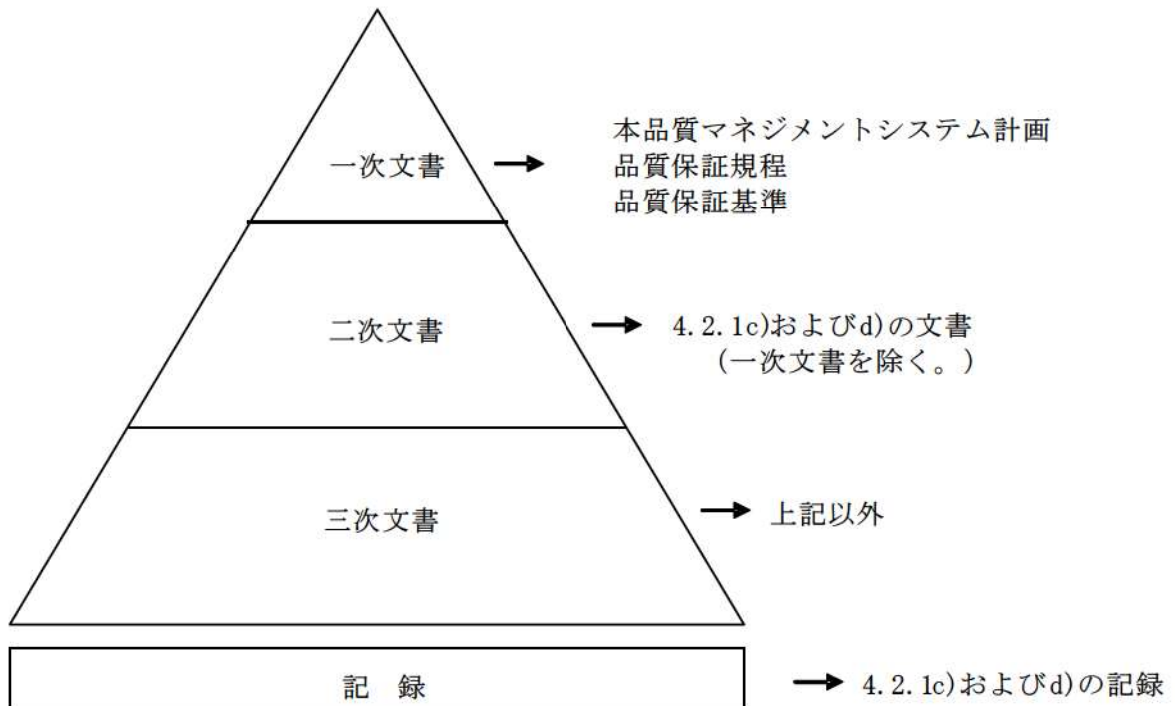 本品質マネジメントシステム計画
一次文書
品質保証規程
品質保証基準
二次文書
4.2.1c)およびd)の文書
(一次文書を除く。)
三次文書
上記以外
記 録
4.2.1c)およびd)の記録